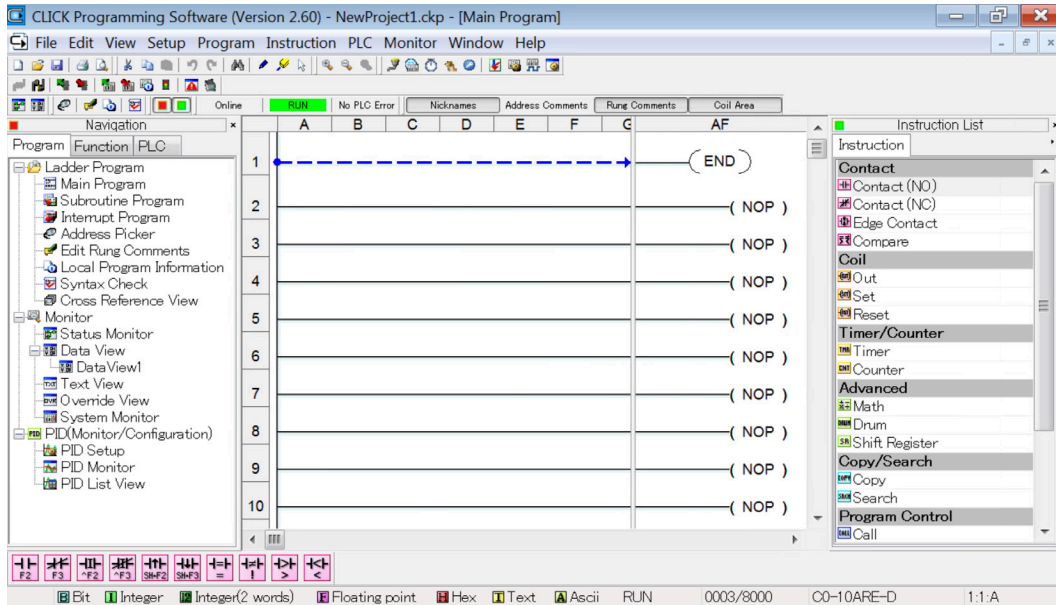 CLICK Programming Software (Version 2.60) - NewProject1.ckp - [Main Program]
File Edit View Setup Program Instruction PLC Monitor Window Help
Online RUN No PLC Error Nicknames Address Comments Rung Comments Coil Area
Navigation
Program Function PLC
Ladder Program
Main Program
Subroutine Program
Interrupt Program
Address Picker
Edit Rung Comments
Local Program Information
Syntax Check
Cross Reference View
Monitor
Status Monitor
Data View
DataView1
Text View
Override View
System Monitor
PID(Monitor/Configuration)
PID Setup
PID Monitor
PID List View
A B C D E F G AF
1 ( END )
2 ( NOP )
3 ( NOP )
4 ( NOP )
5 ( NOP )
6 ( NOP )
7 ( NOP )
8 ( NOP )
9 ( NOP )
10 ( NOP )
Instruction List
Instruction
Contact
Contact (NO)
Contact (NC)
Edge Contact
Compare
Coil
Out
Set
Reset
Timer/Counter
Timer
Counter
Advanced
Math
Drum
Shift Register
Copy/Search
Copy
Search
Program Control
Call
F2 F3 ^F2 ^F3 SH+F2 SH+F3 = ! > <
B Bit I Integer I2 Integer(2 words) F Floating point H Hex T Text A Ascii RUN 0003/8000 C0-10ARE-D 1:1:A